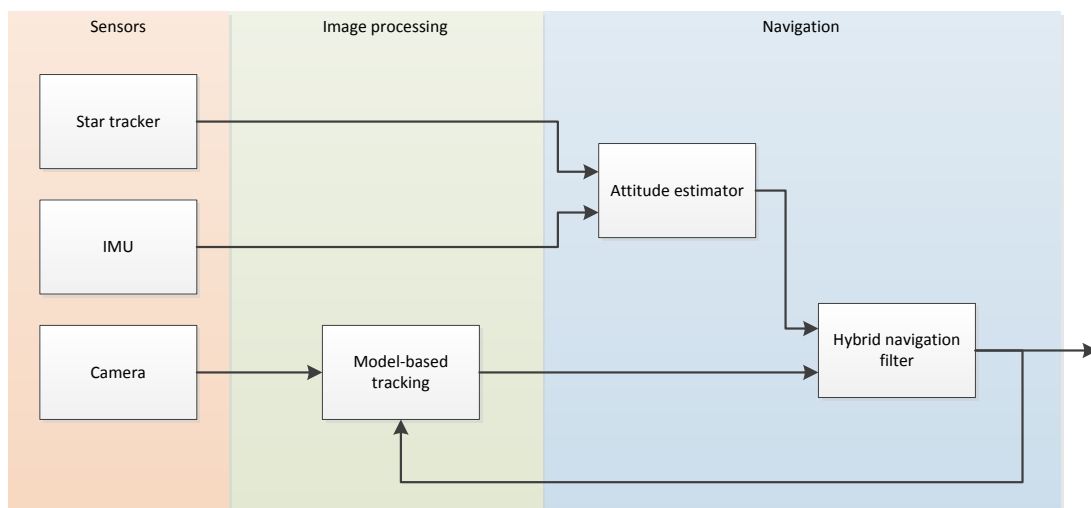 Sensors
Image processing
Navigation
Star tracker
Attitude estimator
IMU
Hybrid navigation
filter
Camera
Model-based
tracking